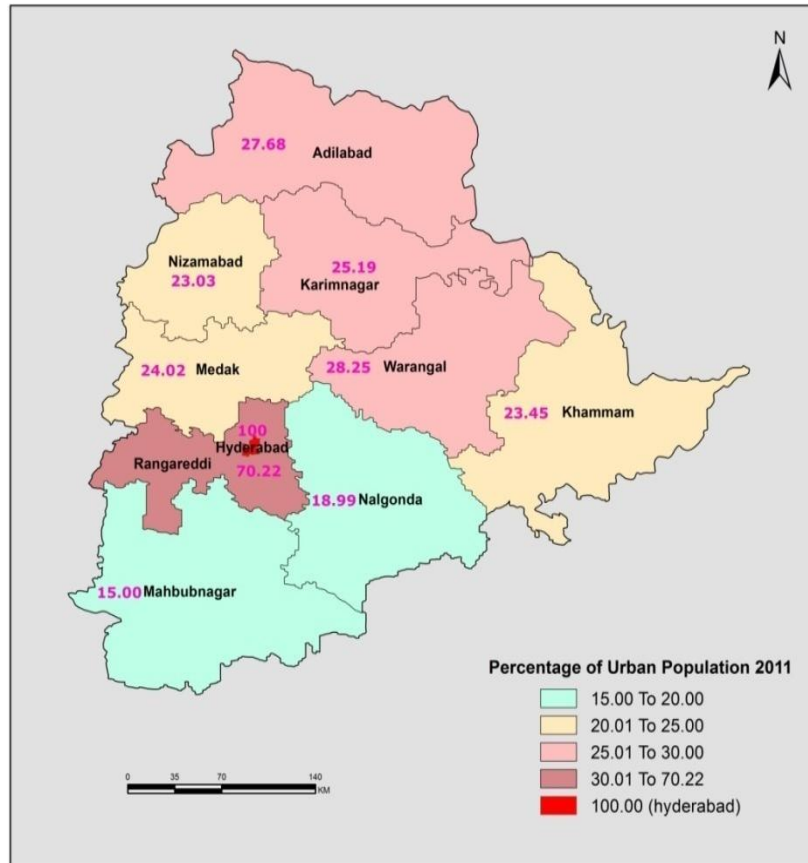 N
27.68
Adilabad
Nizamabad
23.03
25.19
Karimnagar
24.02 Medak
28.25 Warangal
23.45 Khammam
100
Hyderabad
Rangareddi
70.22
18.99 Nalgonda
15.00 Mahbubnagar
Percentage of Urban Population 2011
15.00 To 20.00
20.01 To 25.00
25.01 To 30.00
30.01 To 70.22
100.00 (hyderabad)
0 35 70 140
KM